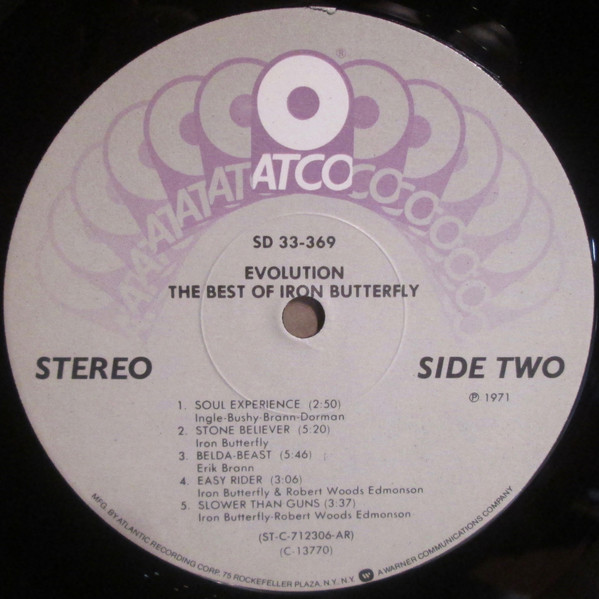 ATCO
®
SD 33-369
EVOLUTION
THE BEST OF IRON BUTTERFLY
STEREO
SIDE TWO
℗ 1971
1. SOUL EXPERIENCE (2:50)
Ingle-Bushy-Brann-Dorman
2. STONE BELIEVER (5:20)
Iron Butterfly
3. BELDA-BEAST (5:46)
Erik Brann
4. EASY RIDER (3:06)
Iron Butterfly & Robert Woods Edmonson
5. SLOWER THAN GUNS (3:37)
Iron Butterfly-Robert Woods Edmonson
(ST-C-712306-AR)
(C-13770)
MFG. BY ATLANTIC RECORDING CORP. 75 ROCKEFELLER PLAZA, N.Y. N.Y. W A WARNER COMMUNICATIONS COMPANY